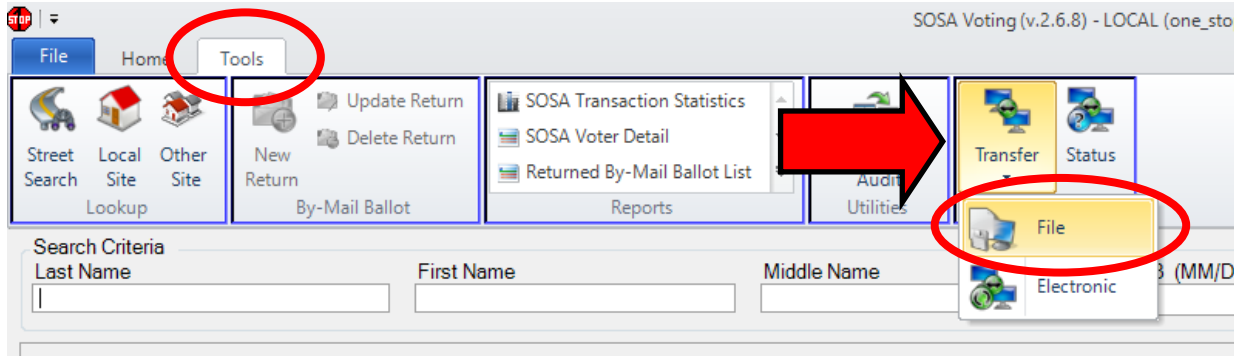 STOP
SOSA Voting (v.2.6.8) - LOCAL (one_sto
File Home Tools
Street Search
Local Site
Other Site
Lookup
New Return
Update Return
Delete Return
By-Mail Ballot
SOSA Transaction Statistics
SOSA Voter Detail
Returned By-Mail Ballot List
Reports
Audit
Utilities
Transfer
Status
File
Electronic
Search Criteria
Last Name First Name Middle Name (MM/D